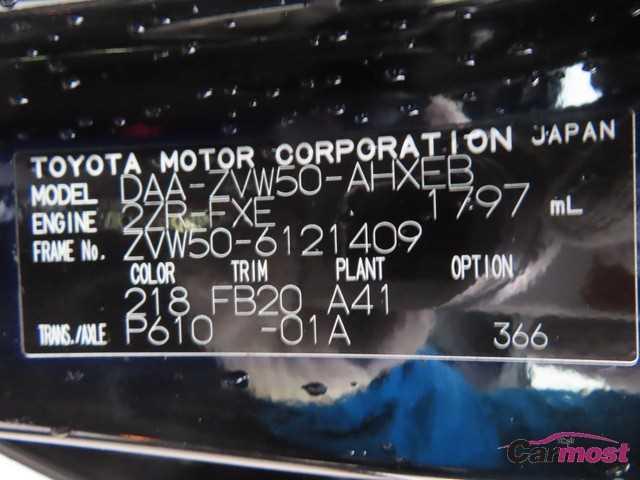 TOYOTA MOTOR CORPORATION JAPAN
MODEL DAA-ZVW50-AHXEB
ENGINE 2ZR-FXE 1797 mL
FRAME No. ZVW50-6121409
COLOR TRIM PLANT OPTION
218 FB20 A41
TRANS./AXLE P610 -01A 366
Carmost